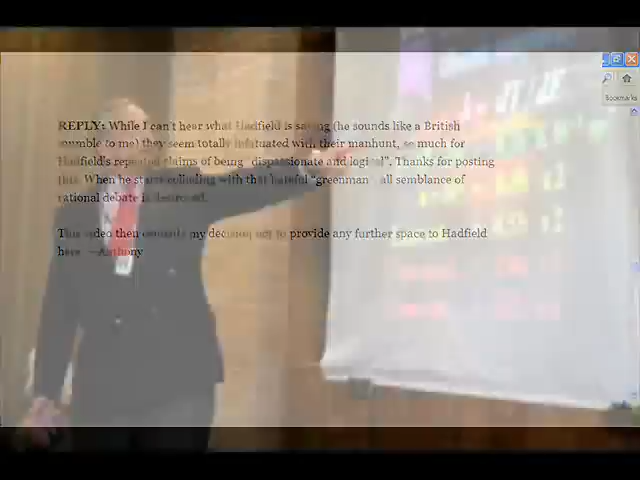 Bookmarks
REPLY: While I can't hear what Hadfield is saying (he sounds like a British
mumble to me) they seem totally infatuated with their manhunt, so much for
Hadfield's repeated claims of being "dispassionate and logical". Thanks for posting
this. When he starts colluding with that hateful "greenman" all semblance of
rational debate is destroyed.
This video then cements my decision not to provide any further space to Hadfield
here. –Anthony